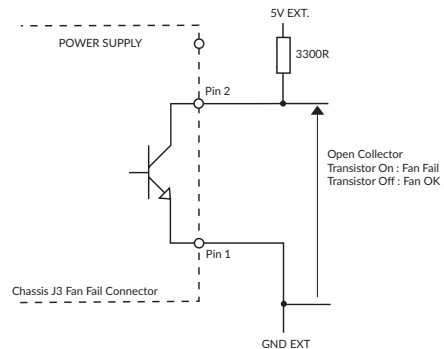 5V EXT.
POWER SUPPLY
3300R
Pin 2
Open Collector
Transistor On : Fan Fail
Transistor Off : Fan OK
Pin 1
Chassis J3 Fan Fail Connector
GND EXT